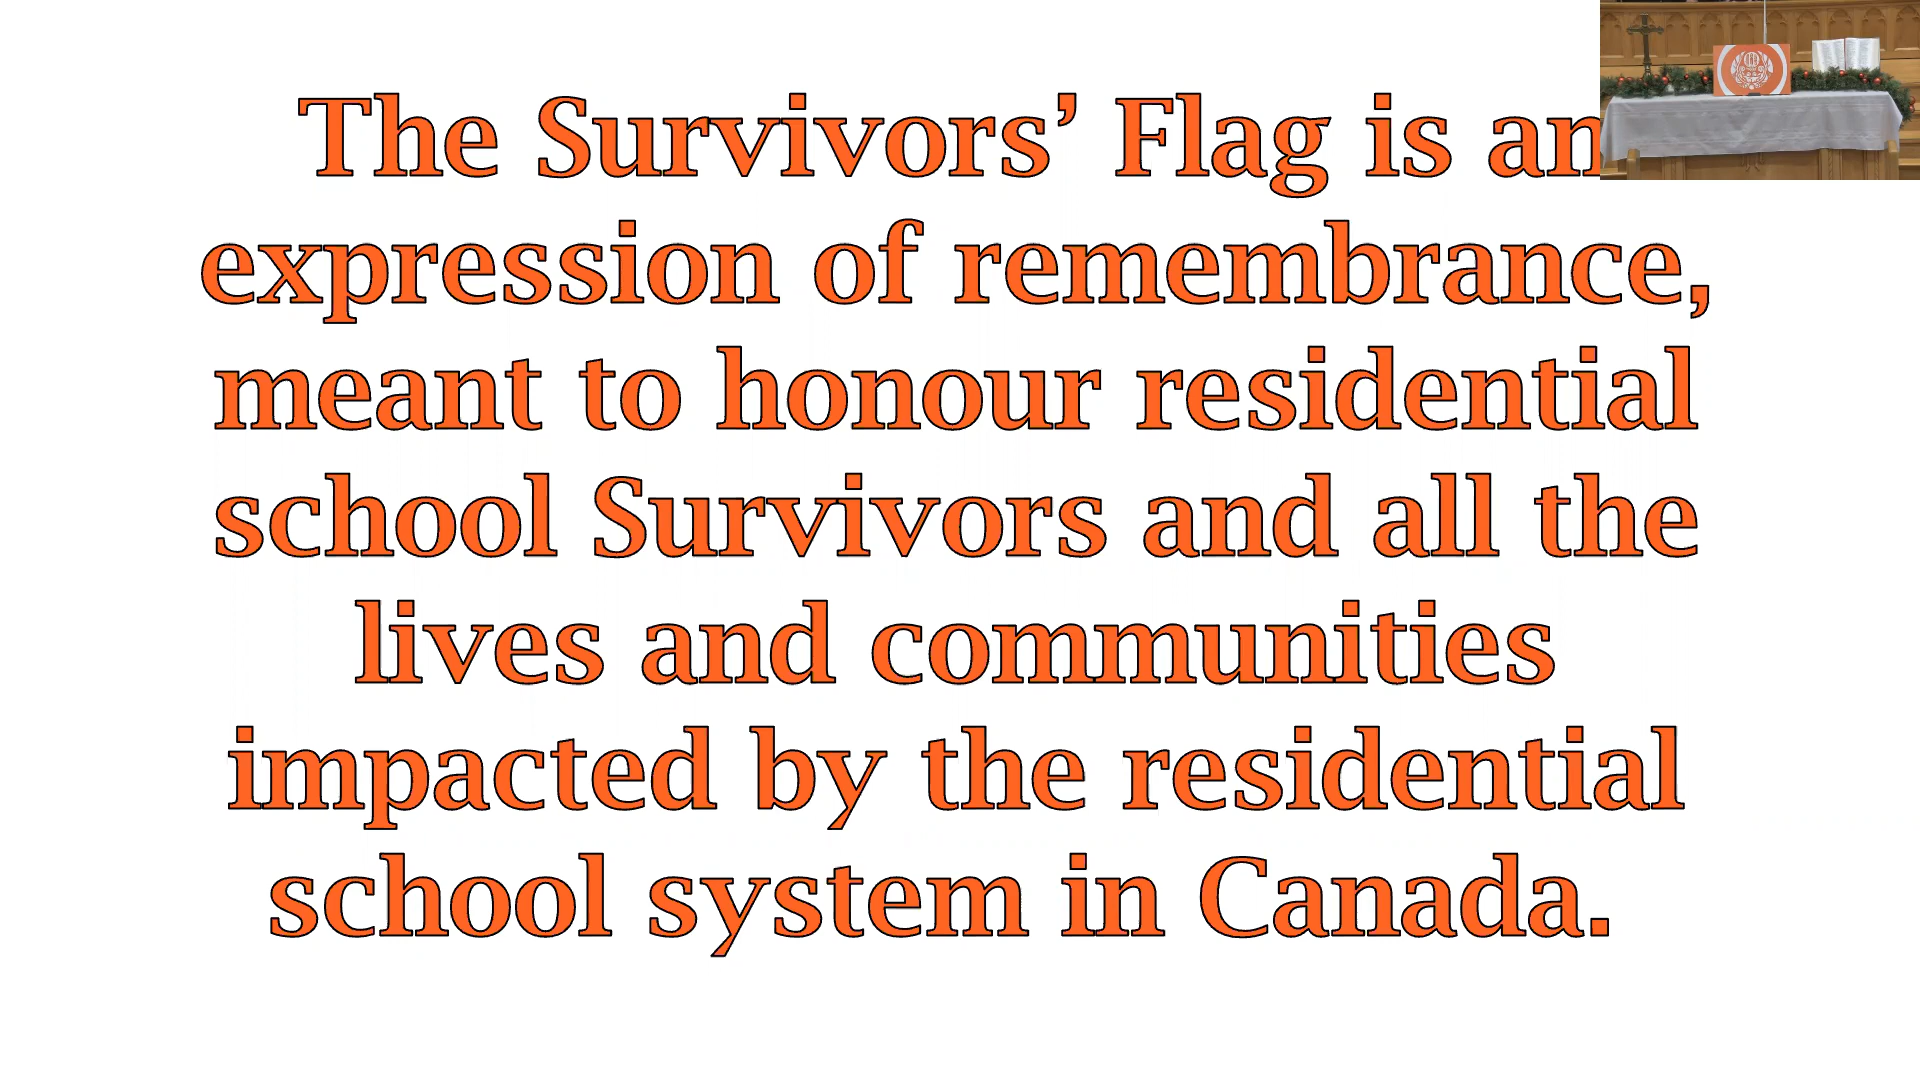 The Survivors’ Flag is an
expression of remembrance,
meant to honour residential
school Survivors and all the
lives and communities
impacted by the residential
school system in Canada.